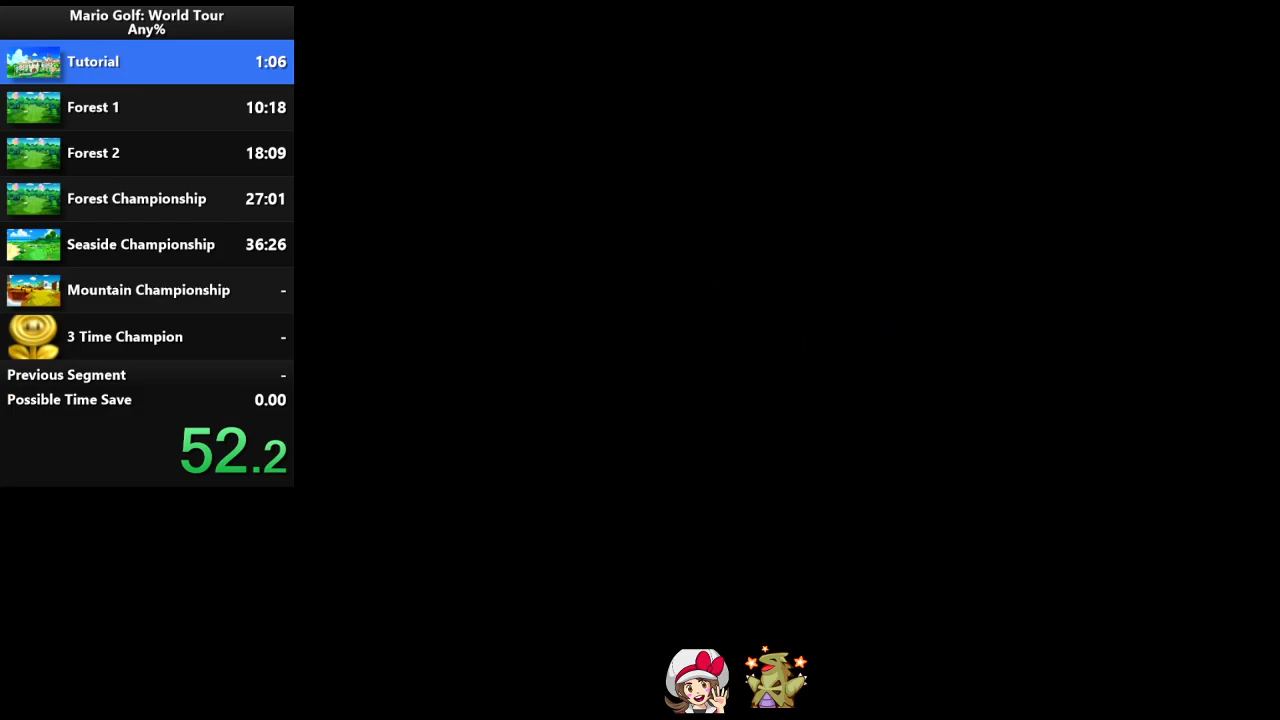 Mario Golf: World Tour
Any%
Tutorial 1:06
Forest 1 10:18
Forest 2 18:09
Forest Championship 27:01
Seaside Championship 36:26
Mountain Championship -
3 Time Champion -
Previous Segment -
Possible Time Save 0.00
52.2